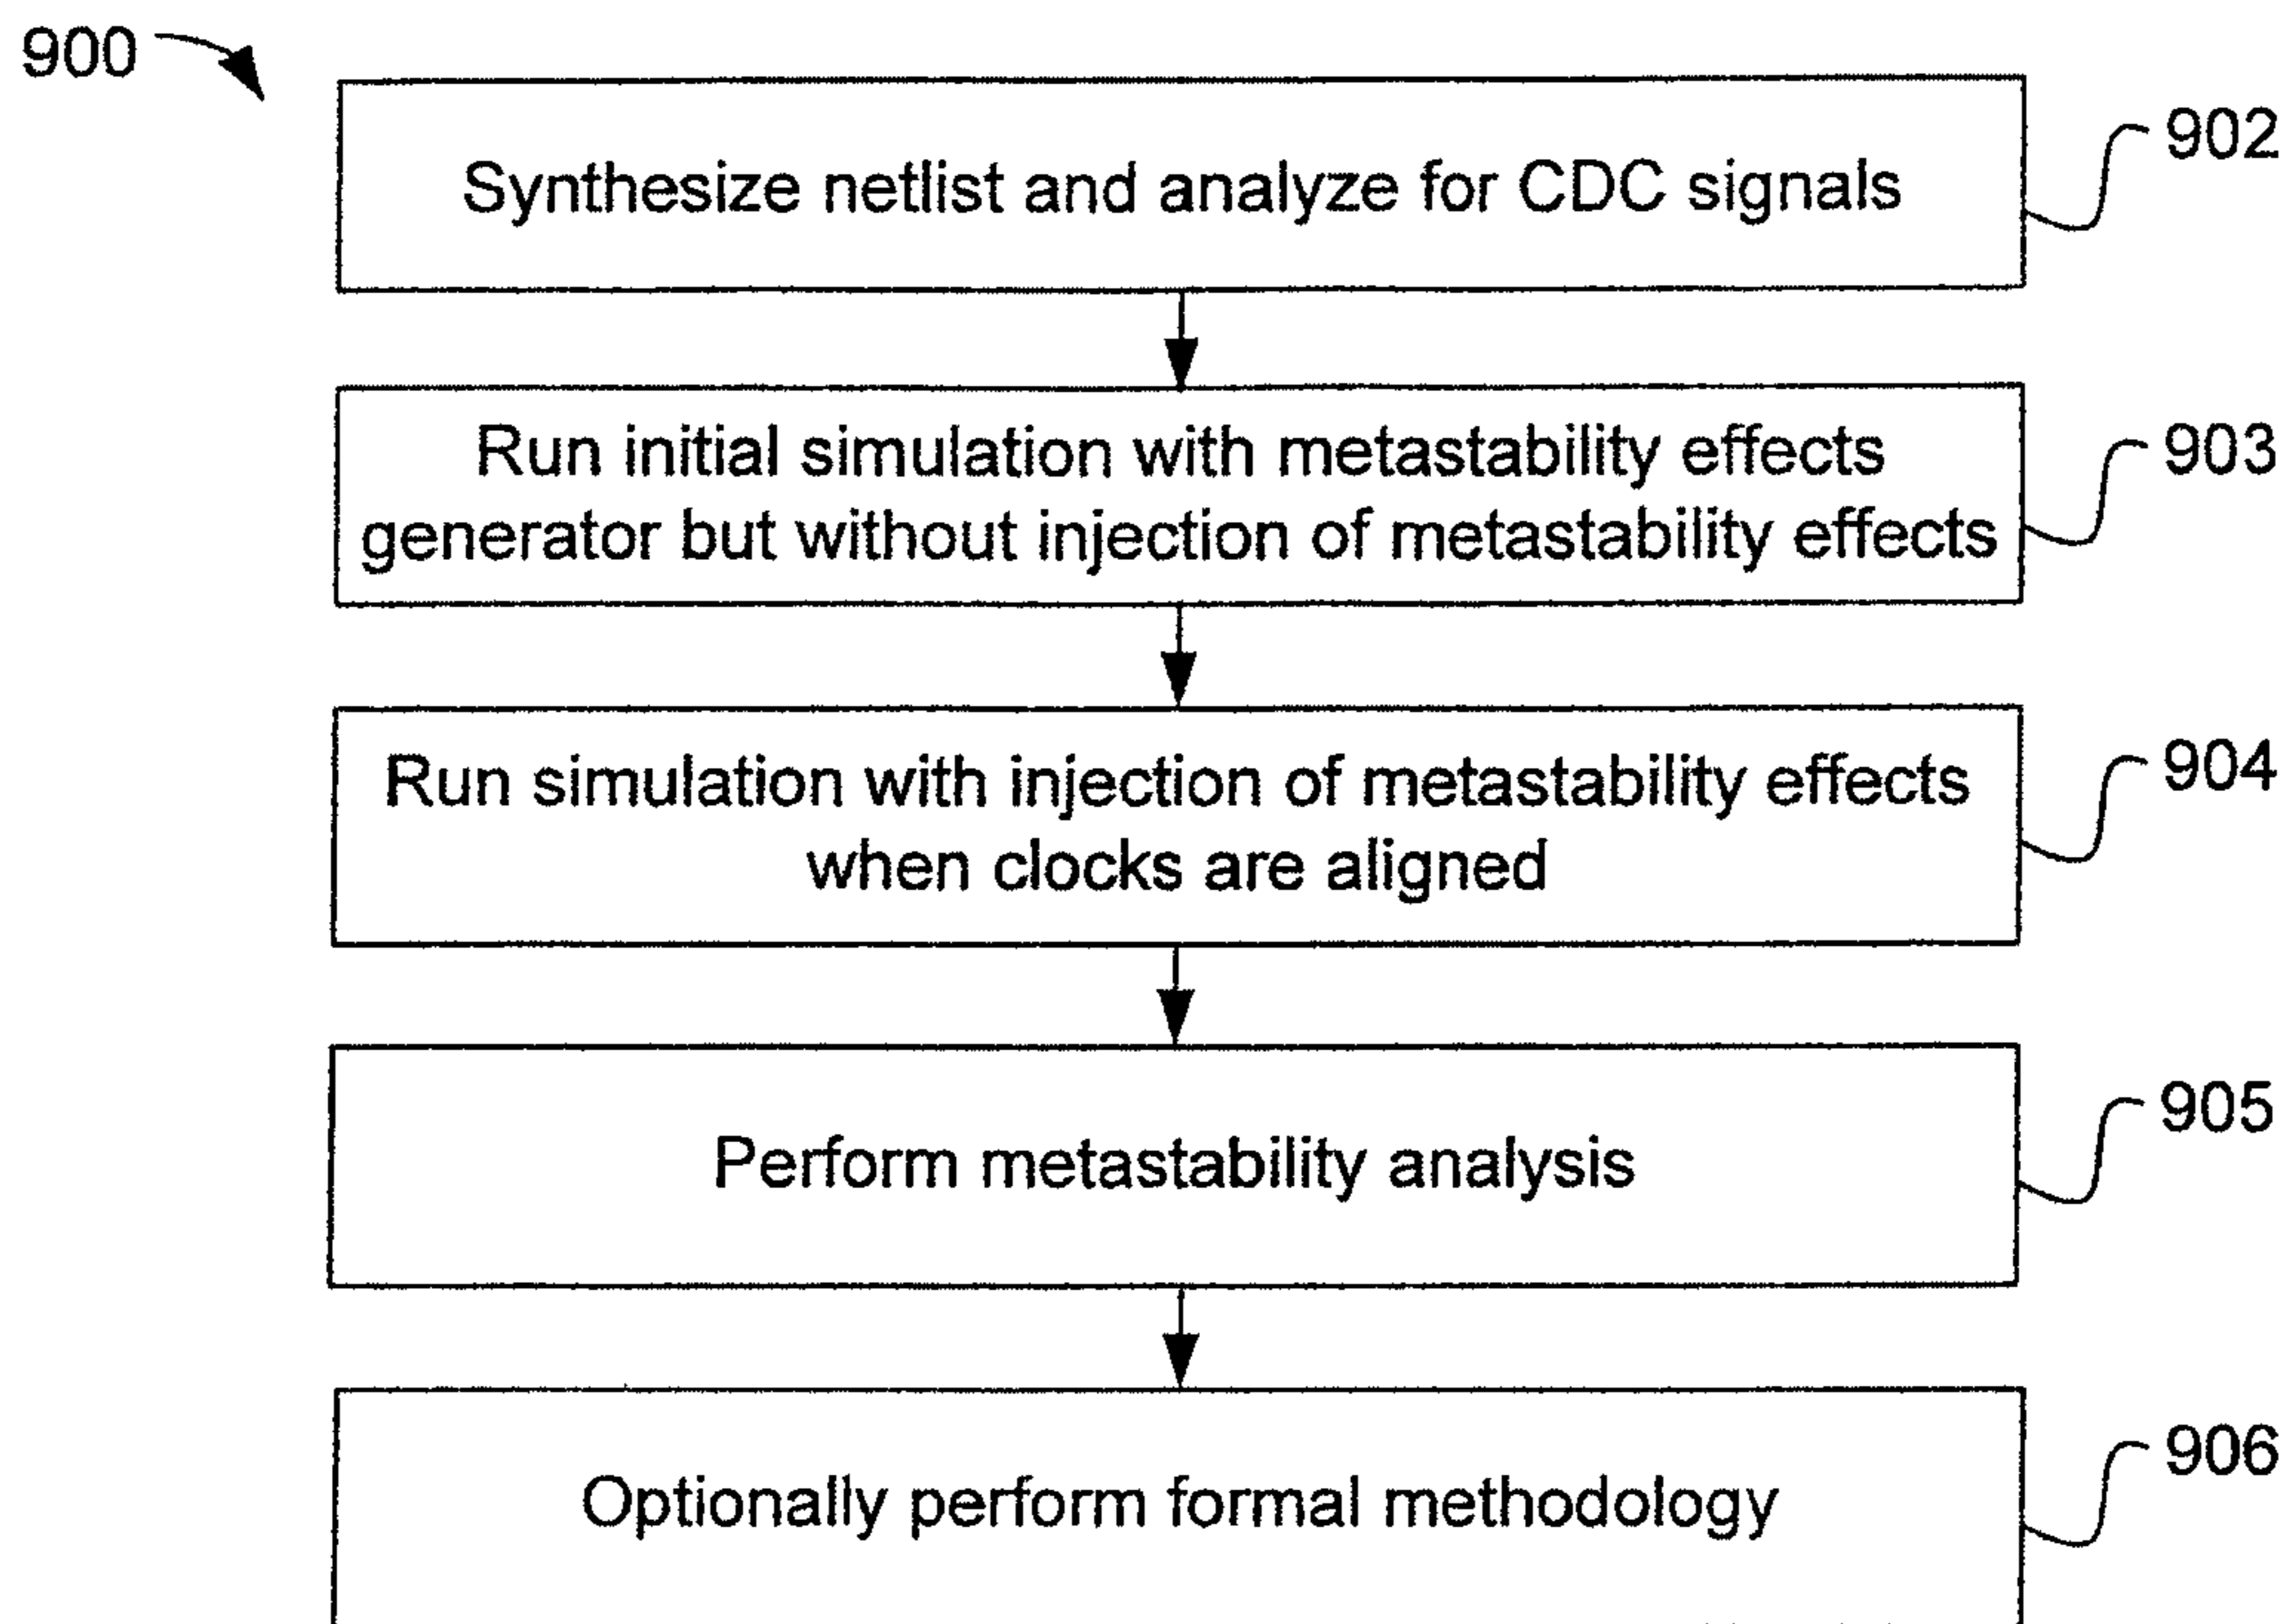 900
Synthesize netlist and analyze for CDC signals
902
Run initial simulation with metastability effects
generator but without injection of metastability effects
903
Run simulation with injection of metastability effects
when clocks are aligned
904
Perform metastability analysis
905
Optionally perform formal methodology
906